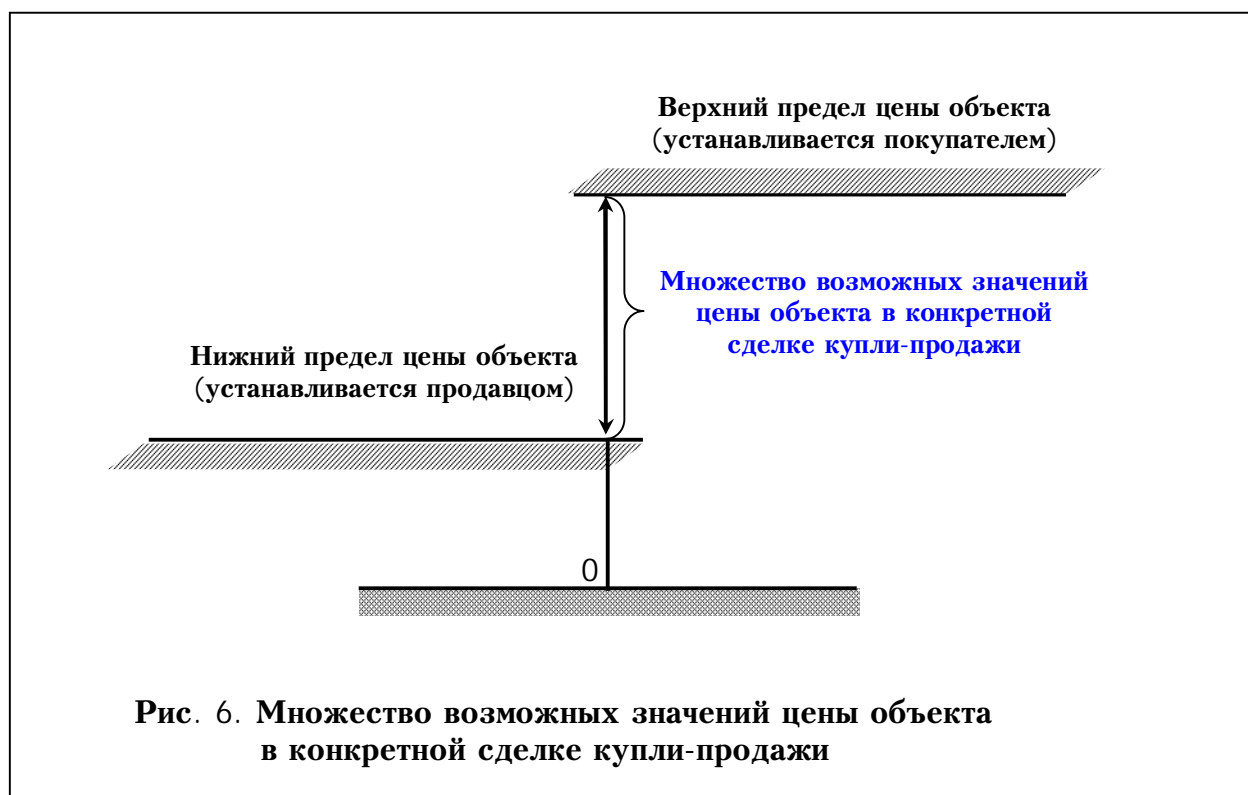 Верхний предел цены объекта
(устанавливается покупателем)
Множество возможных значений
цены объекта в конкретной
сделке купли-продажи
Нижний предел цены объекта
(устанавливается продавцом)
0
Рис. 6. Множество возможных значений цены объекта
в конкретной сделке купли-продажи